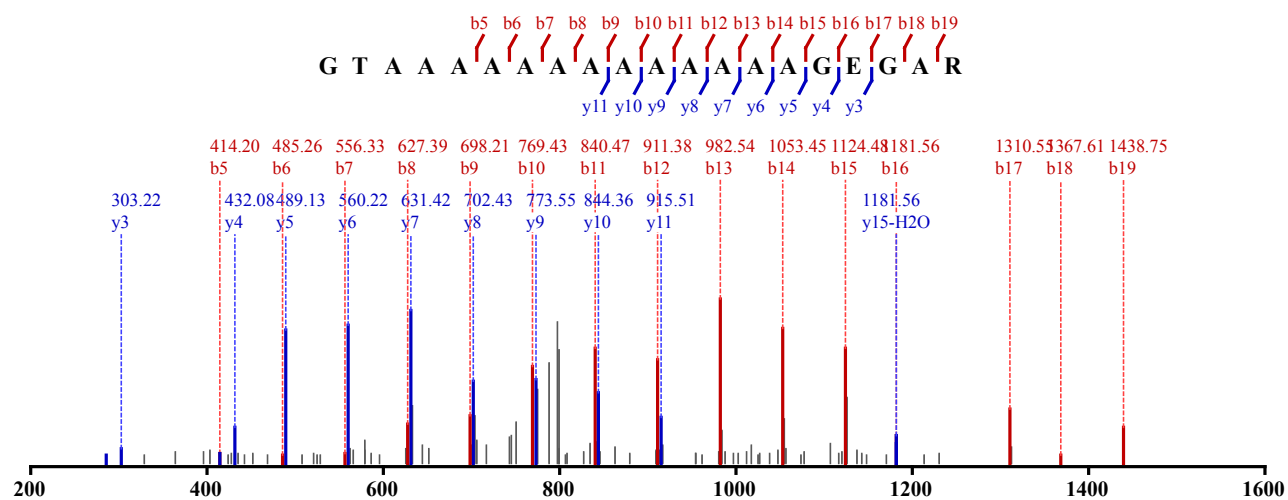 b5 b6 b7 b8 b9 b10 b11 b12 b13 b14 b15 b16 b17 b18 b19
G T A A A A A A A A A A A A A G E G A R
y11 y10 y9 y8 y7 y6 y5 y4 y3
414.20 485.26 556.33 627.39 698.21 769.43 840.47 911.38 982.54 1053.45 1124.48 1181.56 1310.55 1367.61 1438.75
b5 b6 b7 b8 b9 b10 b11 b12 b13 b14 b15 b16 b17 b18 b19
303.22 432.08 489.13 560.22 631.42 702.43 773.55 844.36 915.51 1181.56
y3 y4 y5 y6 y7 y8 y9 y10 y11 y15-H2O
200 400 600 800 1000 1200 1400 1600